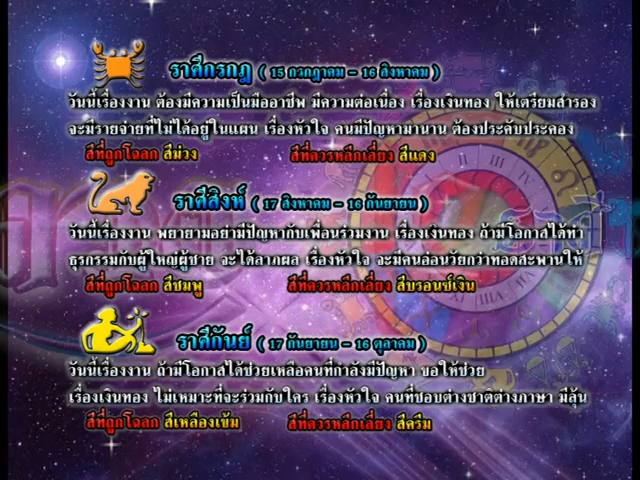 ราศีกรกฎ ( 15 กรกฎาคม - 16 สิงหาคม )
วันนี้เรื่องงาน ต้องมีความเป็นมืออาชีพ มีความต่อเนื่อง เรื่องเงินทอง ให้เตรียมสำรอง
จะมีรายจ่ายที่ไม่ได้อยู่ในแผน เรื่องหัวใจ คนมีปัญหามานาน ต้องประคับประคอง
สีที่ถูกโฉลก สีม่วง สีที่ควรหลีกเลี่ยง สีแดง
ราศีสิงห์ ( 17 สิงหาคม - 16 กันยายน )
วันนี้เรื่องงาน พยายามอย่ามีปัญหากับเพื่อนร่วมงาน เรื่องเงินทอง ถ้ามีโอกาสได้ทำ
ธุรกรรมกับผู้ใหญ่ผู้ชาย จะได้ลาภผล เรื่องหัวใจ จะมีคนอ่อนวัยกว่าทอดสะพานให้
สีที่ถูกโฉลก สีชมพู สีที่ควรหลีกเลี่ยง สีบรอนซ์เงิน
ราศีกันย์ ( 17 กันยายน - 16 ตุลาคม )
วันนี้เรื่องงาน ถ้ามีโอกาสได้ช่วยเหลือคนที่กำลังมีปัญหา ขอให้ช่วย
เรื่องเงินทอง ไม่เหมาะที่จะร่วมกับใคร เรื่องหัวใจ คนที่ชอบต่างชาติต่างภาษา มีลุ้น
สีที่ถูกโฉลก สีเหลืองเข้ม สีที่ควรหลีกเลี่ยง สีครีม